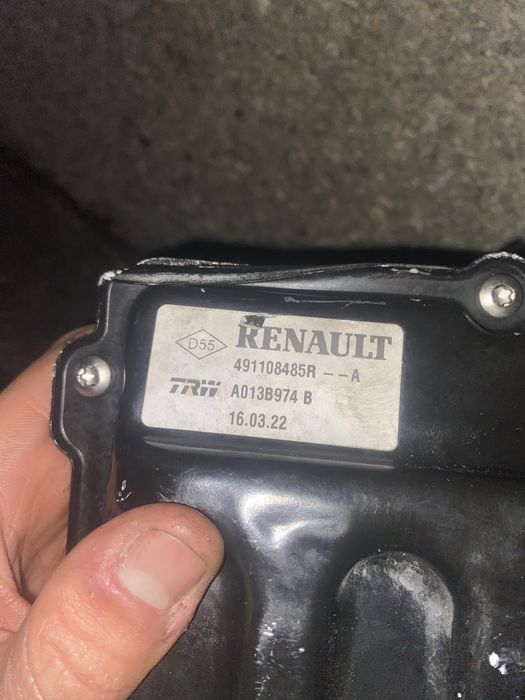 D55 RENAULT
491108485R --A
TRW A013B974 B
16.03.22